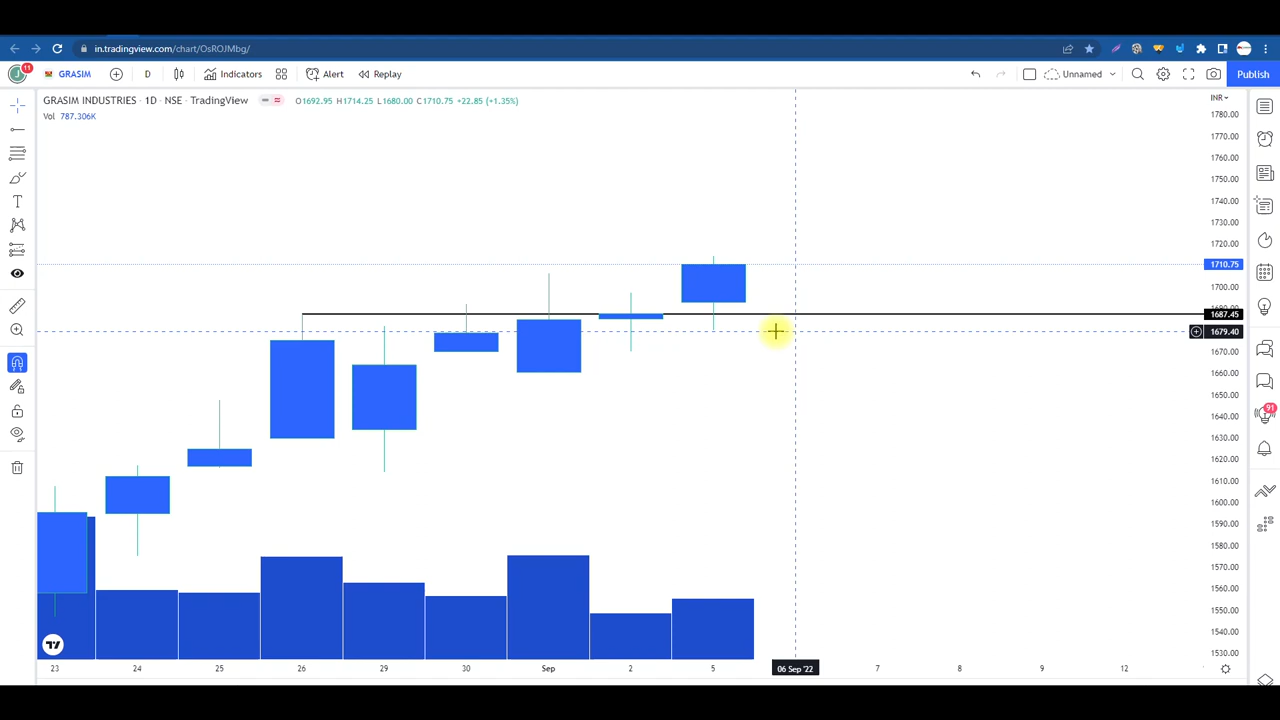 in.tradingview.com/chart/OsROJMbg/
11
GRASIM
D
Indicators
Alert
Replay
Unnamed
Publish
GRASIM INDUSTRIES · 1D · NSE · TradingView
O1692.95 H1714.25 L1680.00 C1710.75 +22.85 (+1.35%)
Vol 787.306K
INR
1780.00
1770.00
1760.00
1750.00
1740.00
1730.00
1720.00
1710.75
1700.00
1690.00
1687.45
1679.40
1670.00
1660.00
1650.00
1640.00
1630.00
1620.00
1610.00
1600.00
1590.00
1580.00
1570.00
1560.00
1550.00
1540.00
1530.00
91
23 24 25 26 29 30 Sep 2 5 06 Sep '22 7 8 9 12